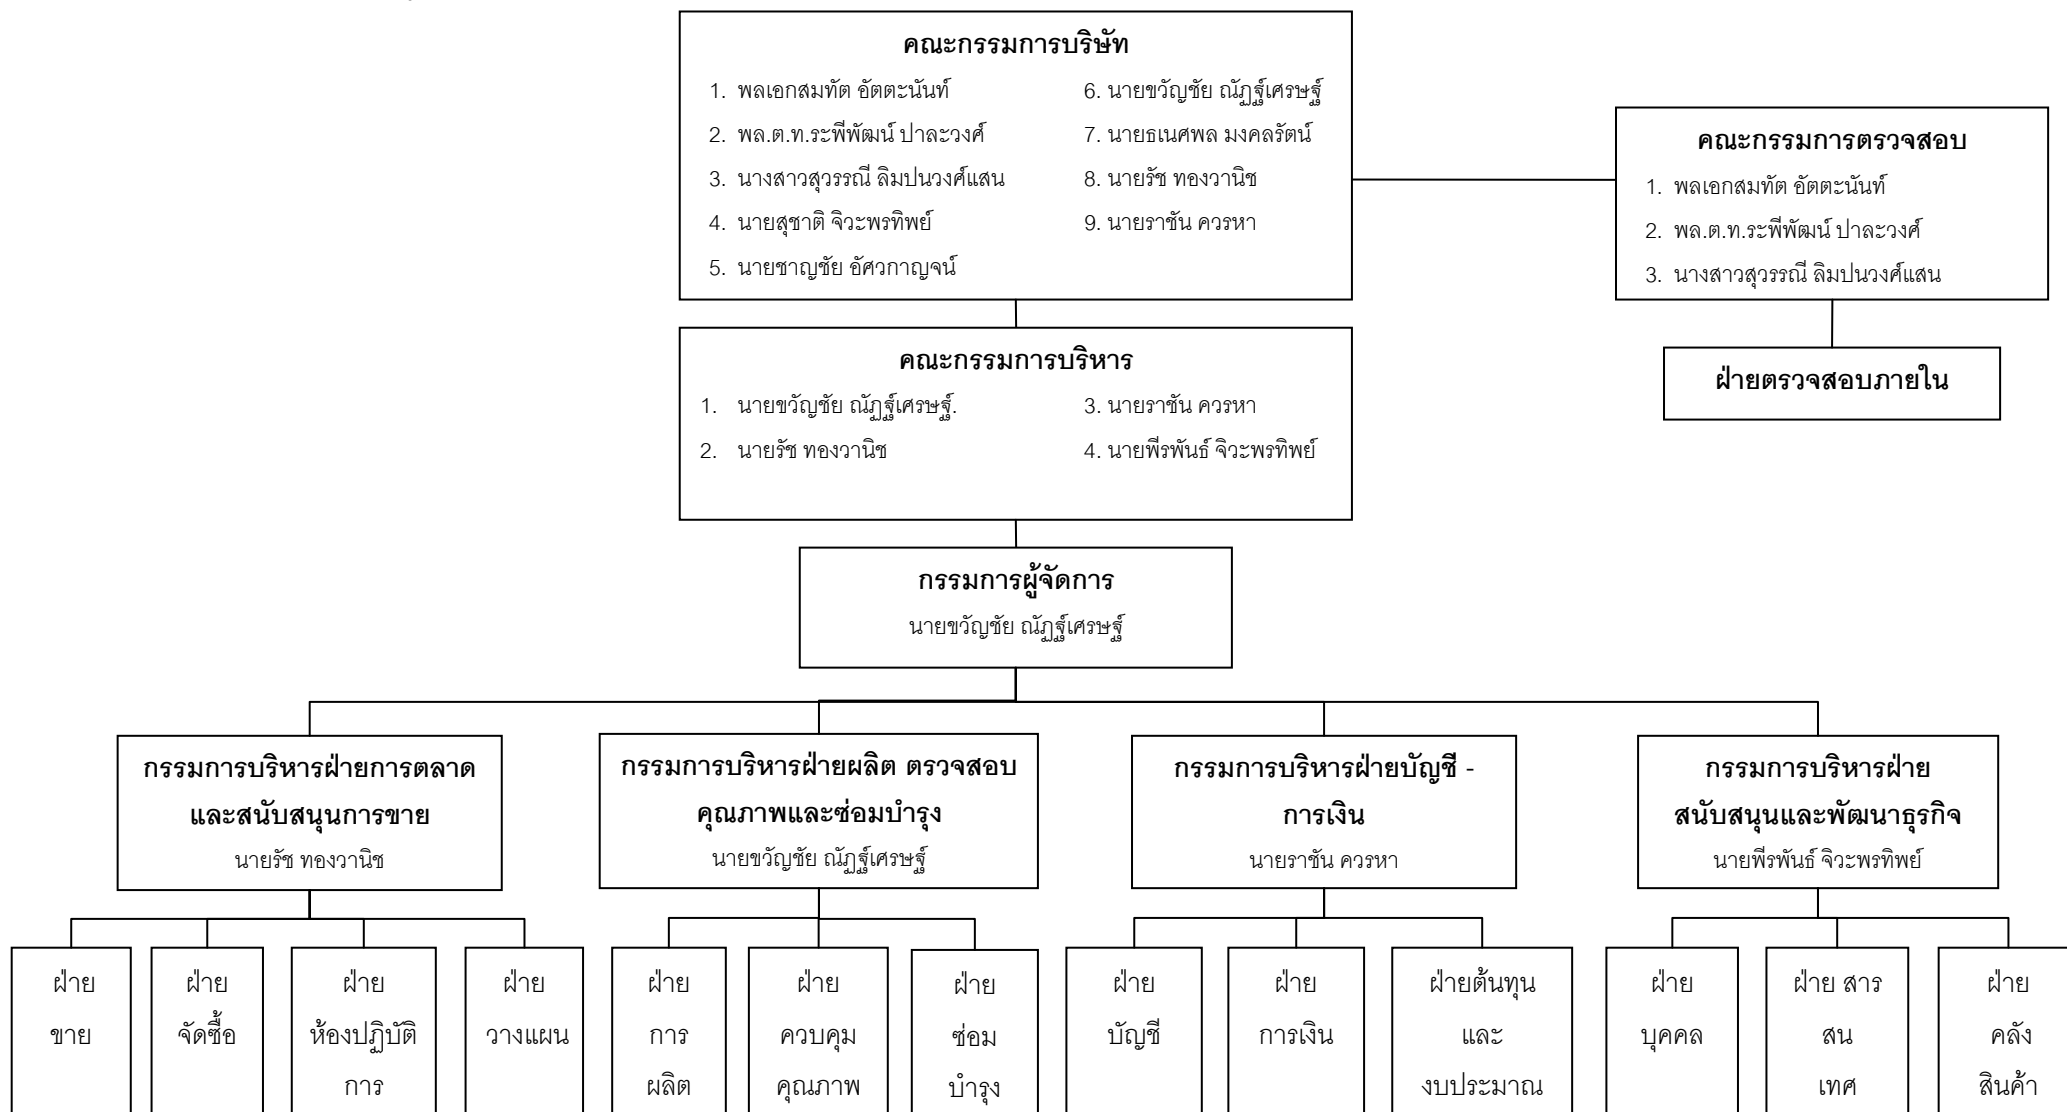 คณะกรรมการบริษัท
1. พลเอกสมทัต อัตตะนันท์
2. พล.ต.ท.ระพีพัฒน์ ปาละวงศ์
3. นางสาวสุวรรณี ลิมปนวงศ์แสน
4. นายสุชาติ จิวะพรทิพย์
5. นายชาญชัย อัศวกาญจน์
6. นายขวัญชัย ณัฏฐ์เศรษฐ์
7. นายธเนศพล มงคลรัตน์
8. นายรัช ทองวานิช
9. นายราชัน ควรหา
คณะกรรมการตรวจสอบ
1. พลเอกสมทัต อัตตะนันท์
2. พล.ต.ท.ระพีพัฒน์ ปาละวงศ์
3. นางสาวสุวรรณี ลิมปนวงศ์แสน
ฝ่ายตรวจสอบภายใน
คณะกรรมการบริหาร
1. นายขวัญชัย ณัฏฐ์เศรษฐ์.
2. นายรัช ทองวานิช
3. นายราชัน ควรหา
4. นายพีรพันธ์ จิวะพรทิพย์
กรรมการผู้จัดการ
นายขวัญชัย ณัฏฐ์เศรษฐ์
กรรมการบริหารฝ่ายการตลาด
และสนับสนุนการขาย
นายรัช ทองวานิช
กรรมการบริหารฝ่ายผลิต ตรวจสอบ
คุณภาพและซ่อมบำรุง
นายขวัญชัย ณัฏฐ์เศรษฐ์
กรรมการบริหารฝ่ายบัญชี -
การเงิน
นายราชัน ควรหา
กรรมการบริหารฝ่าย
สนับสนุนและพัฒนาธุรกิจ
นายพีรพันธ์ จิวะพรทิพย์
ฝ่าย
ขาย
ฝ่าย
จัดซื้อ
ฝ่าย
ห้องปฏิบัติ
การ
ฝ่าย
วางแผน
ฝ่าย
การ
ผลิต
ฝ่าย
ควบคุม
คุณภาพ
ฝ่าย
ซ่อม
บำรุง
ฝ่าย
บัญชี
ฝ่าย
การเงิน
ฝ่ายต้นทุน
และ
งบประมาณ
ฝ่าย
บุคคล
ฝ่าย สาร
สน
เทศ
ฝ่าย
คลัง
สินค้า